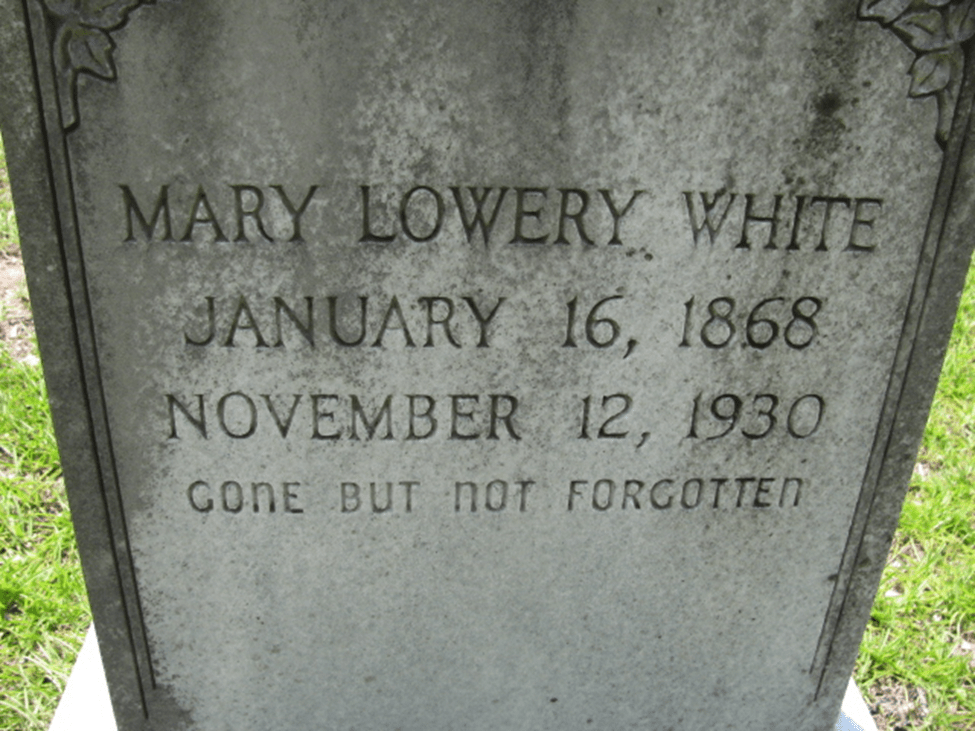 MARY LOWERY WHITE
JANUARY 16, 1868
NOVEMBER 12, 1930
GONE BUT NOT FORGOTTEN